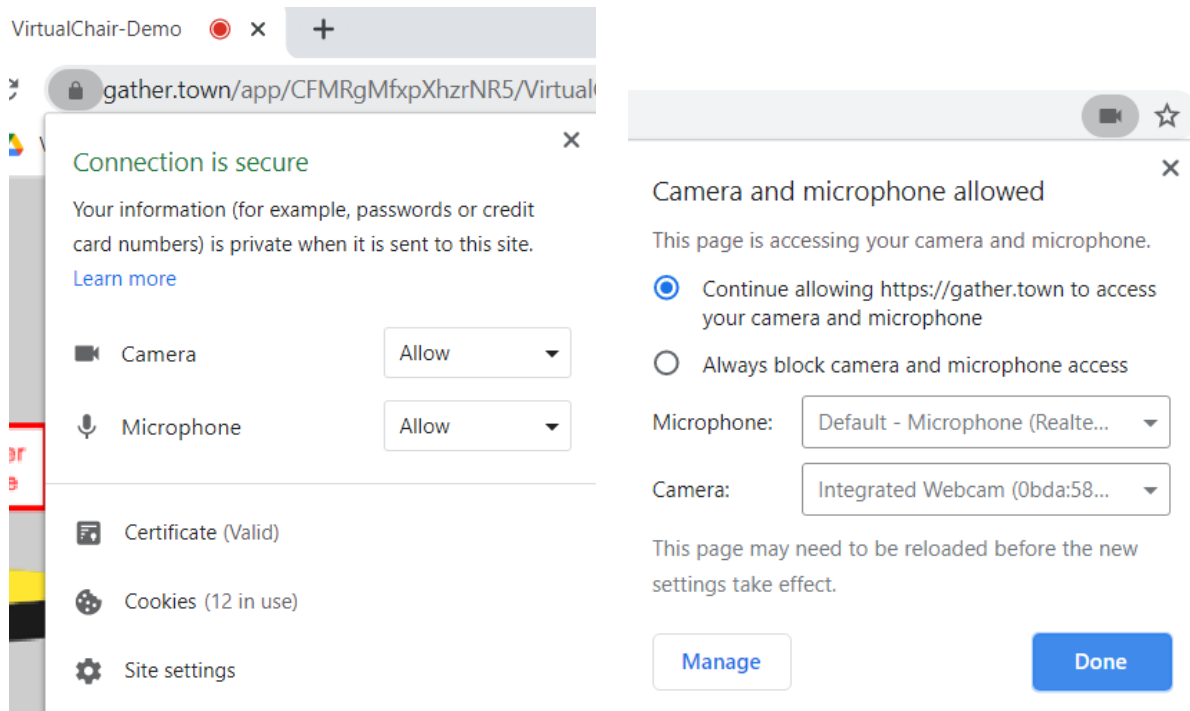 VirtualChair-Demo
gather.town/app/CFMRgMfxpXhzrNR5/Virtual
Connection is secure
Your information (for example, passwords or credit
card numbers) is private when it is sent to this site.
Learn more
Camera Allow
Microphone Allow
Certificate (Valid)
Cookies (12 in use)
Site settings
Camera and microphone allowed
This page is accessing your camera and microphone.
Continue allowing https://gather.town to access
your camera and microphone
Always block camera and microphone access
Microphone: Default - Microphone (Realte...
Camera: Integrated Webcam (0bda:58...
This page may need to be reloaded before the new
settings take effect.
Manage Done